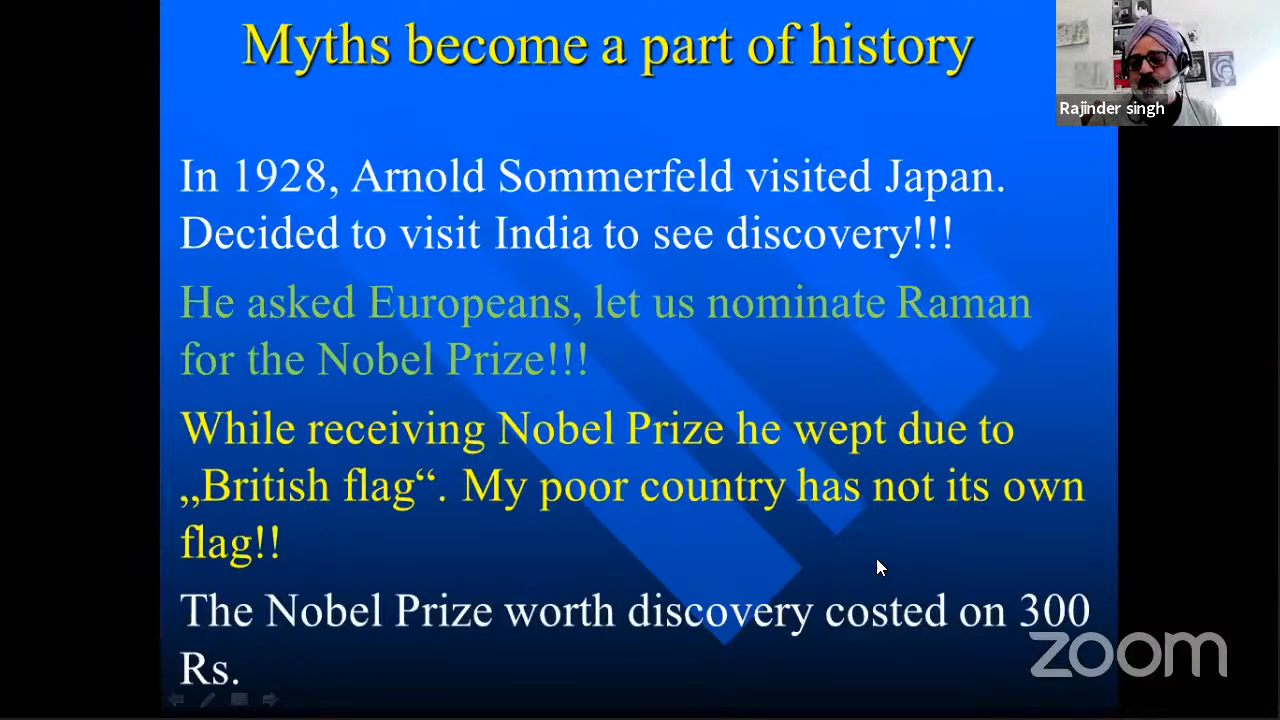 Myths become a part of history
Rajinder singh
In 1928, Arnold Sommerfeld visited Japan.
Decided to visit India to see discovery!!!
He asked Europeans, let us nominate Raman
for the Nobel Prize!!!
While receiving Nobel Prize he wept due to
„British flag“. My poor country has not its own
flag!!
The Nobel Prize worth discovery costed on 300
Rs.
zoom